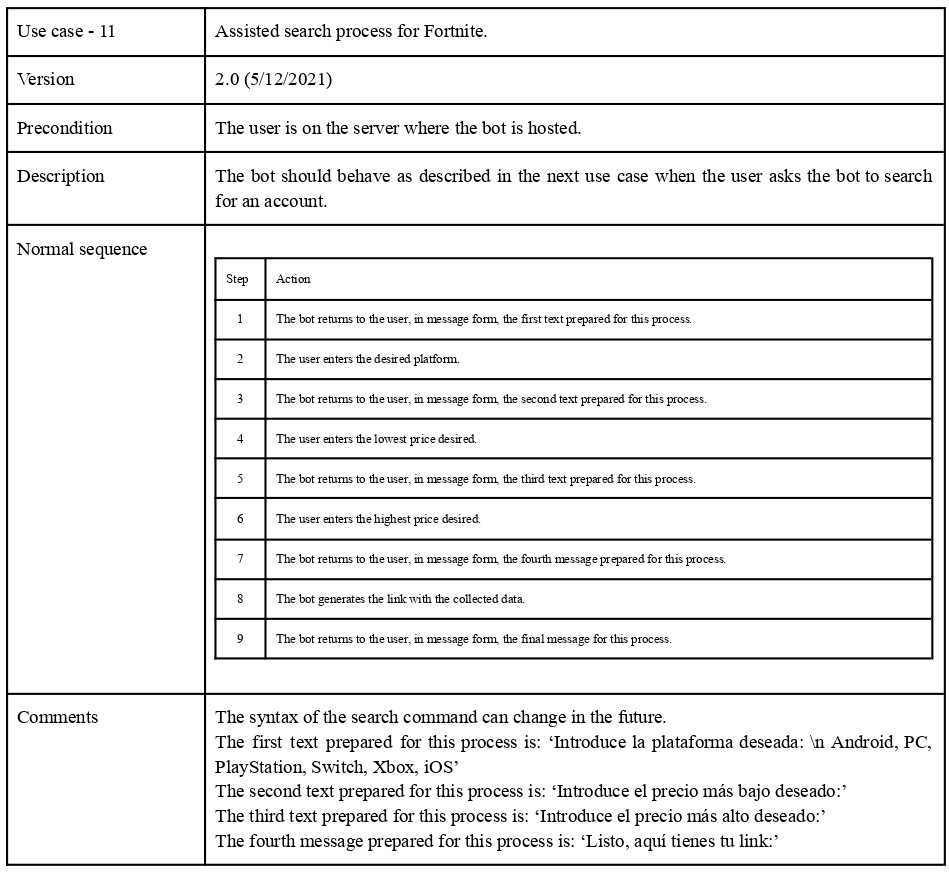 Use case - 11
Assisted search process for Fortnite.
Version
2.0 (5/12/2021)
Precondition
The user is on the server where the bot is hosted.
Description
The bot should behave as described in the next use case when the user asks the bot to search
for an account.
Normal sequence
Step
Action
1
The bot returns to the user, in message form, the first text prepared for this process.
2
The user enters the desired platform.
3
The bot returns to the user, in message form, the second text prepared for this process.
4
The user enters the lowest price desired.
5
The bot returns to the user, in message form, the third text prepared for this process.
6
The user enters the highest price desired.
7
The bot returns to the user, in message form, the fourth message prepared for this process.
8
The bot generates the link with the collected data.
9
The bot returns to the user, in message form, the final message for this process.
Comments
The syntax of the search command can change in the future.
The first text prepared for this process is: ‘Introduce la plataforma deseada: \n Android, PC,
PlayStation, Switch, Xbox, iOS’
The second text prepared for this process is: ‘Introduce el precio más bajo deseado:’
The third text prepared for this process is: ‘Introduce el precio más alto deseado:’
The fourth message prepared for this process is: ‘Listo, aquí tienes tu link:’